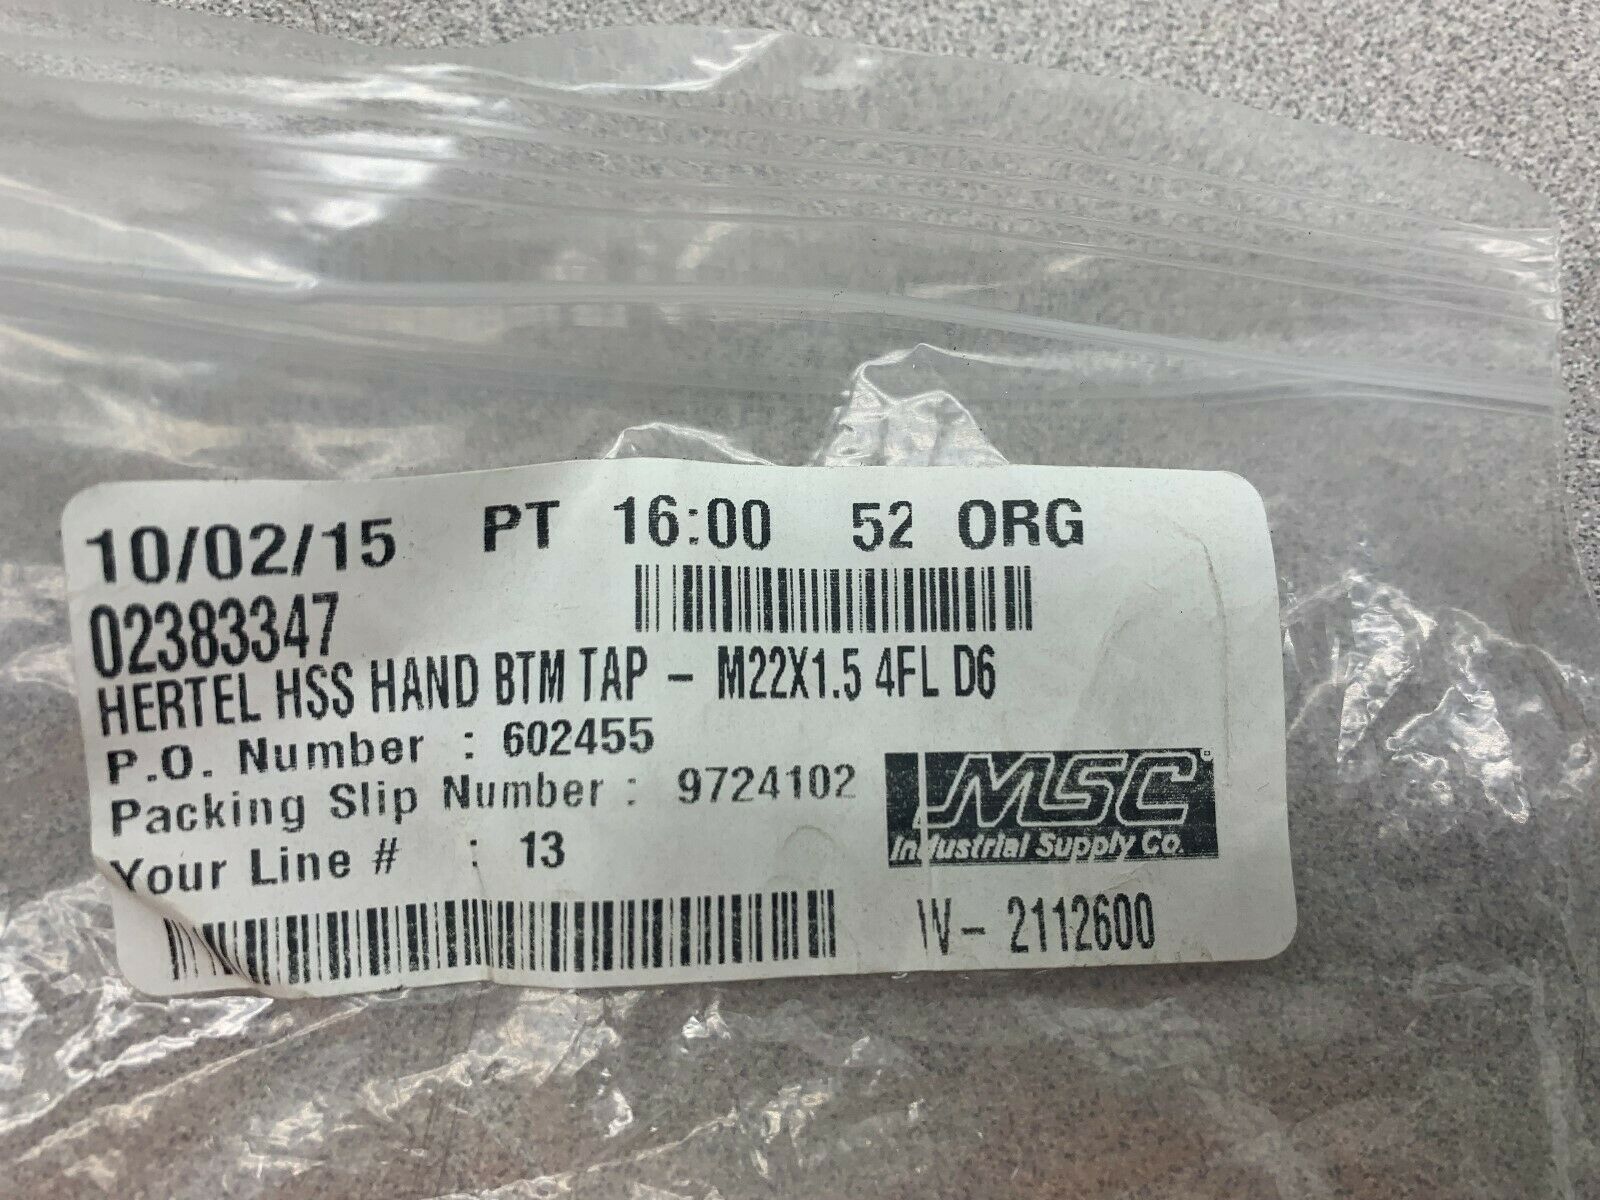 10/02/15 PT 16:00 52 ORG
02383347
HERTEL HSS HAND BTM TAP - M22X1.5 4FL D6
P.O. Number : 602455
Packing Slip Number : 9724102
Your Line # : 13
MSC
Industrial Supply Co.
W- 2112600